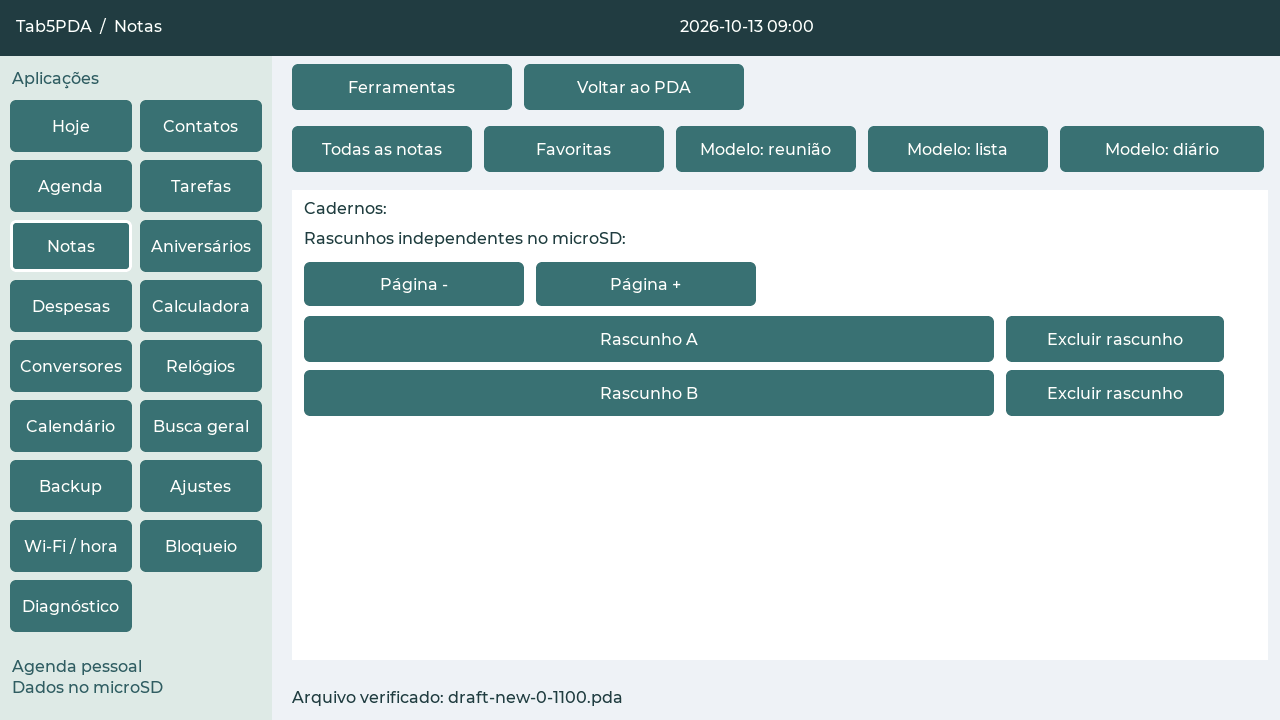 Tab5PDA / Notas
2026-10-13 09:00
Aplicações
Hoje
Contatos
Agenda
Tarefas
Notas
Aniversários
Despesas
Calculadora
Conversores
Relógios
Calendário
Busca geral
Backup
Ajustes
Wi-Fi / hora
Bloqueio
Diagnóstico
Agenda pessoal
Dados no microSD
Ferramentas
Voltar ao PDA
Todas as notas
Favoritas
Modelo: reunião
Modelo: lista
Modelo: diário
Cadernos:
Rascunhos independentes no microSD:
Página -
Página +
Rascunho A
Excluir rascunho
Rascunho B
Excluir rascunho
Arquivo verificado: draft-new-0-1100.pda